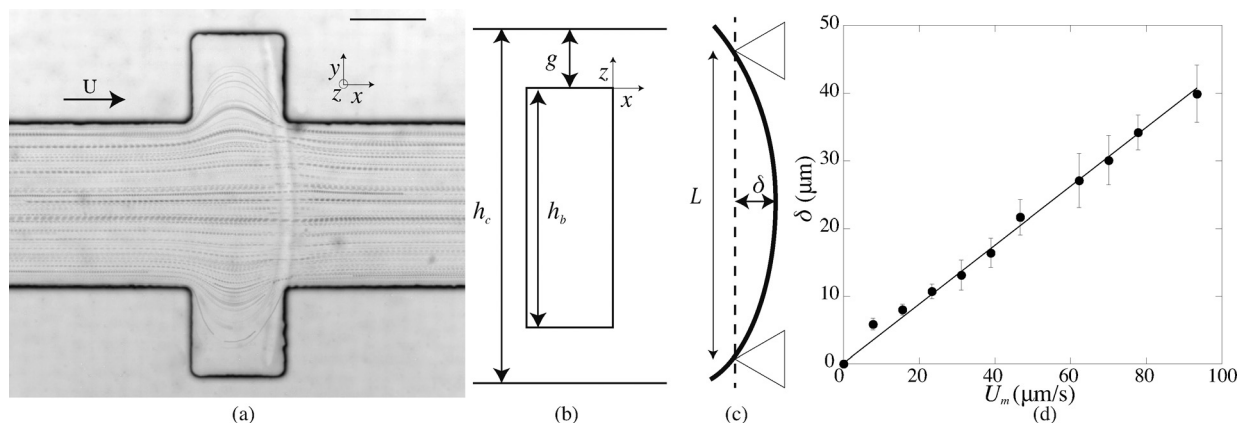 U
y
z x
(a)
g
z
x
h_c
h_b
(b)
L
δ
(c)
δ (μm)
50
40
30
20
10
0
0 20 40 60 80 100
U_m (μm/s)
(d)